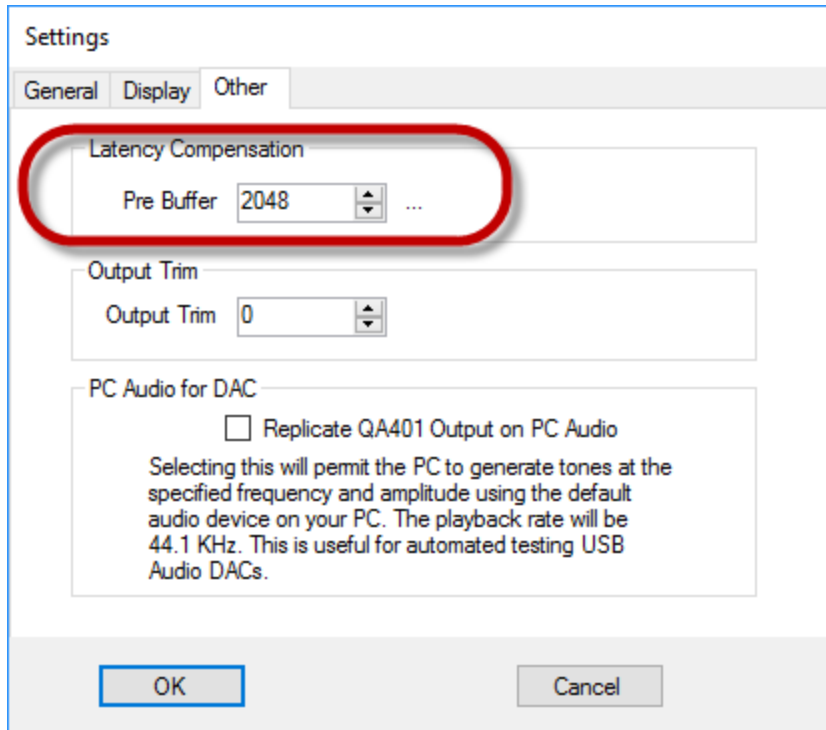 Settings
General Display Other
Latency Compensation
Pre Buffer 2048 ...
Output Trim
Output Trim 0
PC Audio for DAC
Replicate QA401 Output on PC Audio
Selecting this will permit the PC to generate tones at the
specified frequency and amplitude using the default
audio device on your PC. The playback rate will be
44.1 KHz. This is useful for automated testing USB
Audio DACs.
OK Cancel